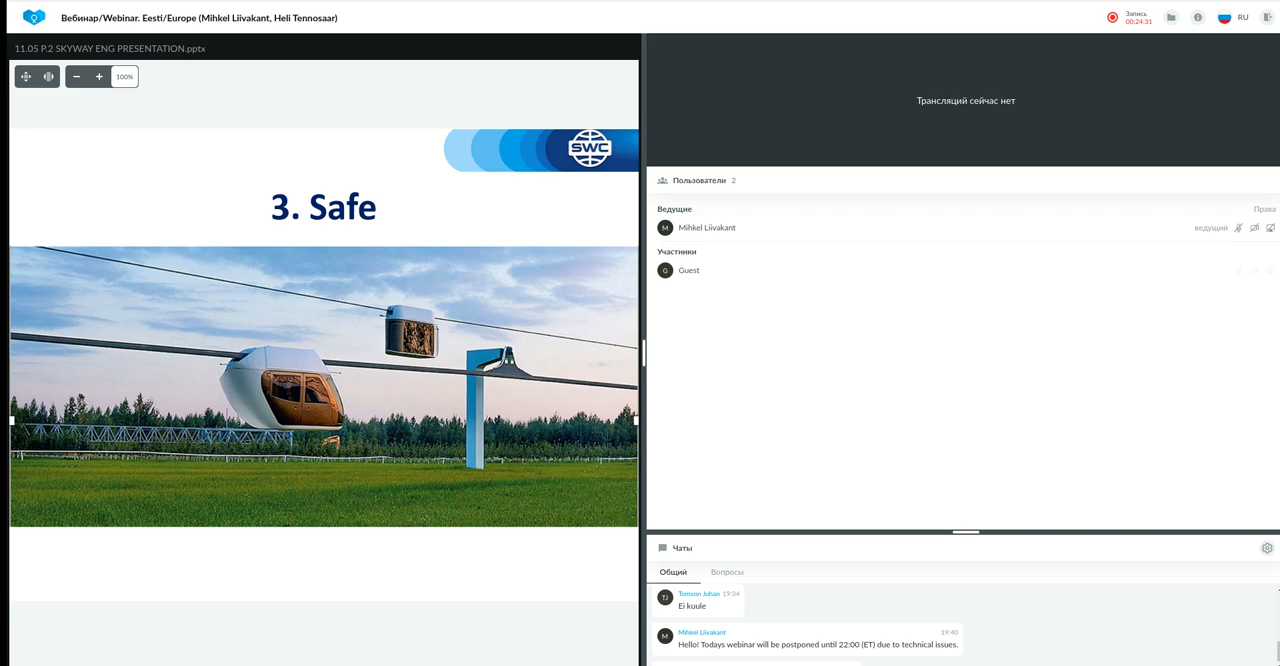 Вебинар/Webinar. Eesti/Europe (Mihkel Liivakant, Heli Tennosaar)
Запись
00:24:31
RU
11.05 P.2 SKYWAY ENG PRESENTATION.pptx
100%
SWC
3. Safe
Трансляций сейчас нет
Пользователи 2
Ведущие
Права
M
Mihkel Liivakant
ведущий
Участники
G
Guest
Чаты
Общий
Вопросы
TJ
Tomson Juhan 19:34
Ei kuule
M
Mihkel Liivakant 19:40
Hello! Todays webinar will be postponed until 22:00 (ET) due to technical issues.